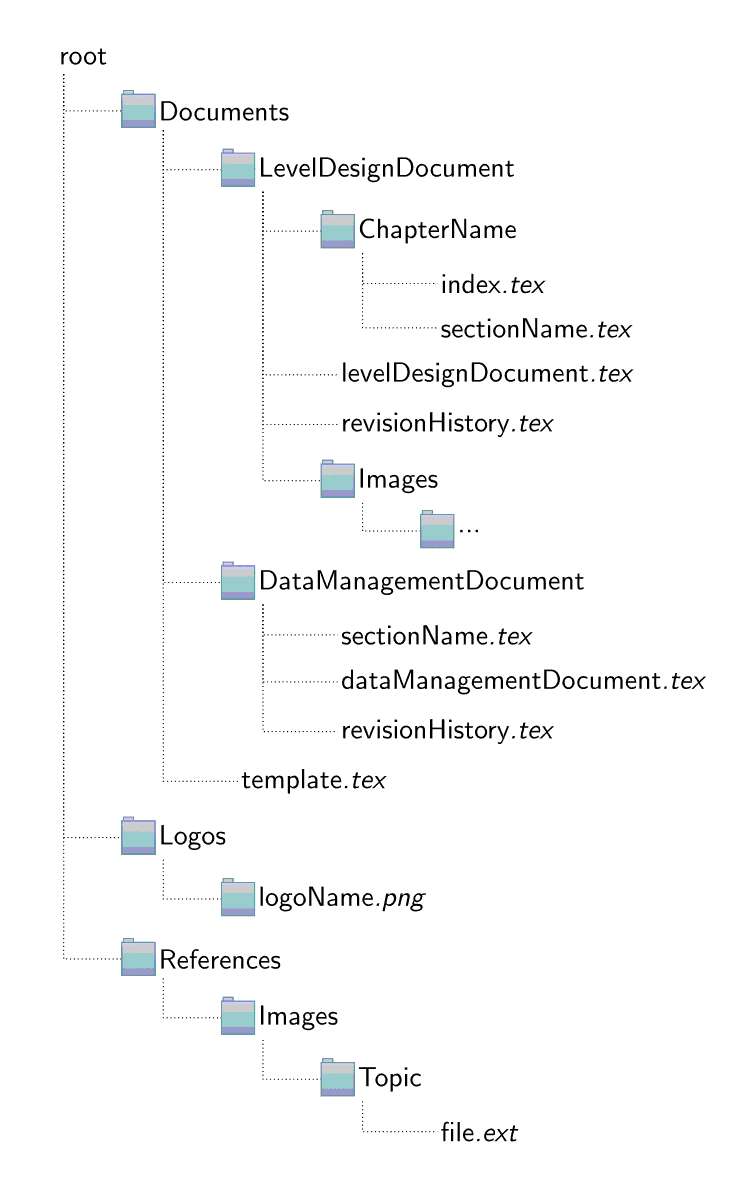 root
Documents
LevelDesignDocument
ChapterName
index.tex
sectionName.tex
levelDesignDocument.tex
revisionHistory.tex
Images
...
DataManagementDocument
sectionName.tex
dataManagementDocument.tex
revisionHistory.tex
template.tex
Logos
logoName.png
References
Images
Topic
file.ext